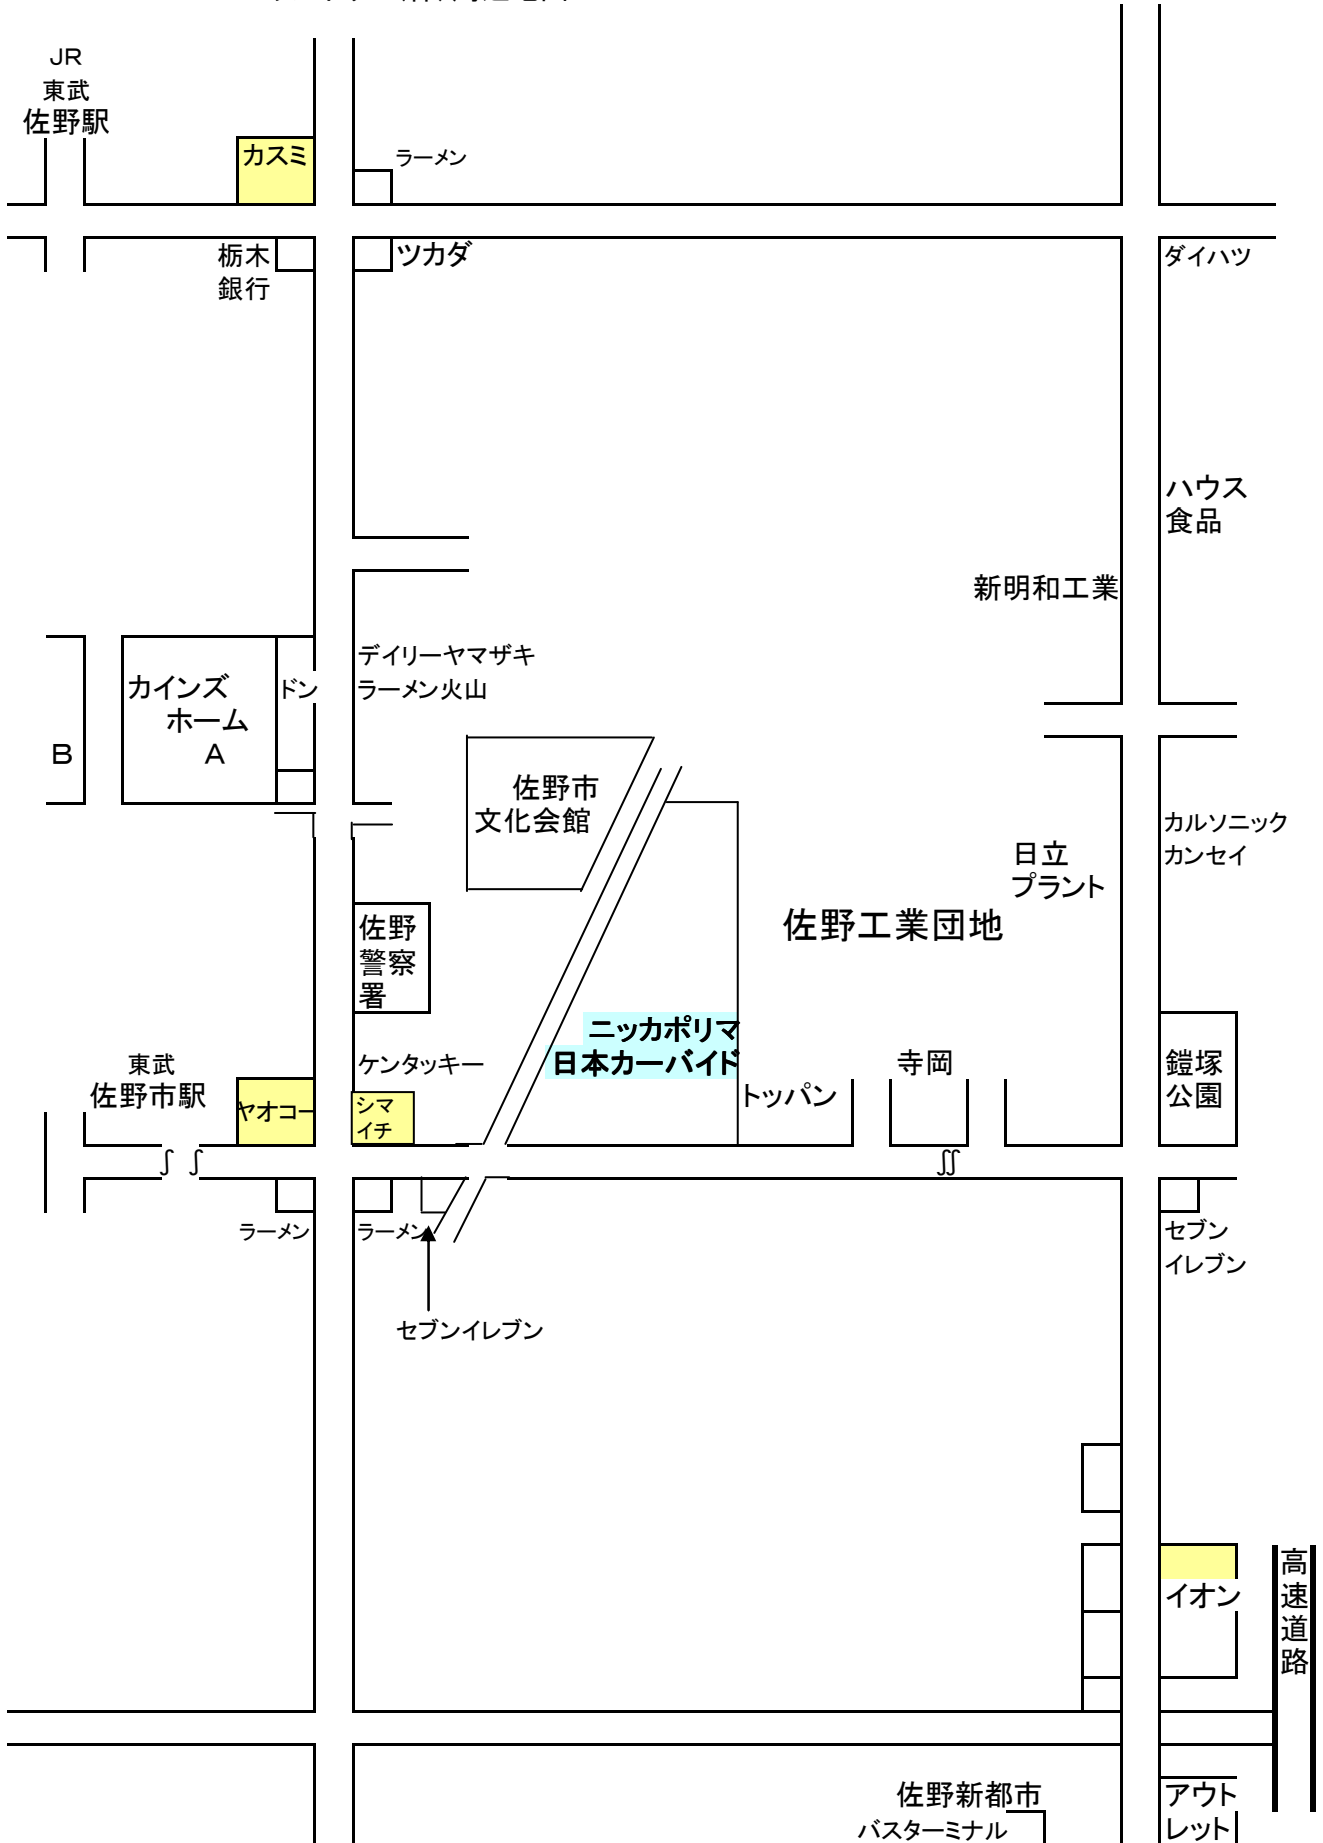 JR
東武
佐野駅
カスミ
ラーメン
栃木
銀行
ツカダ
ダイハツ
ハウス
食品
新明和工業
デイリーヤマザキ
ラーメン火山
カインズ
ホーム
A
ドン
B
佐野市
文化会館
カルソニック
カンセイ
日立
プラント
佐野工業団地
佐野
警察
署
ニッカポリマ
日本カーバイド
ケンタッキー
東武
佐野市駅
ヤオコー
シマ
イチ
トッパン
寺岡
鎧塚
公園
ラーメン
ラーメン
セブン
イレブン
セブンイレブン
イオン
高
速
道
路
佐野新都市
バスターミナル
アウト
レット